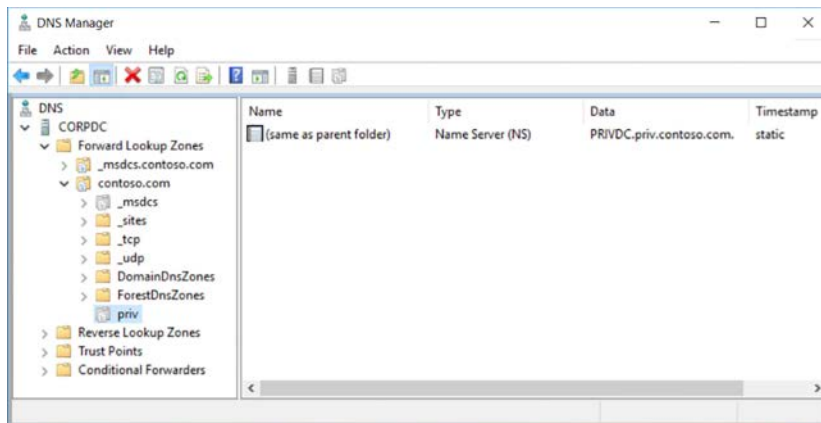 DNS Manager
File Action View Help
DNS
CORPDC
Forward Lookup Zones
_msdcs.contoso.com
contoso.com
_msdcs
_sites
_tcp
_udp
DomainDnsZones
ForestDnsZones
priv
Reverse Lookup Zones
Trust Points
Conditional Forwarders
Name Type Data Timestamp
(same as parent folder) Name Server (NS) PRIVDC.priv.contoso.com. static